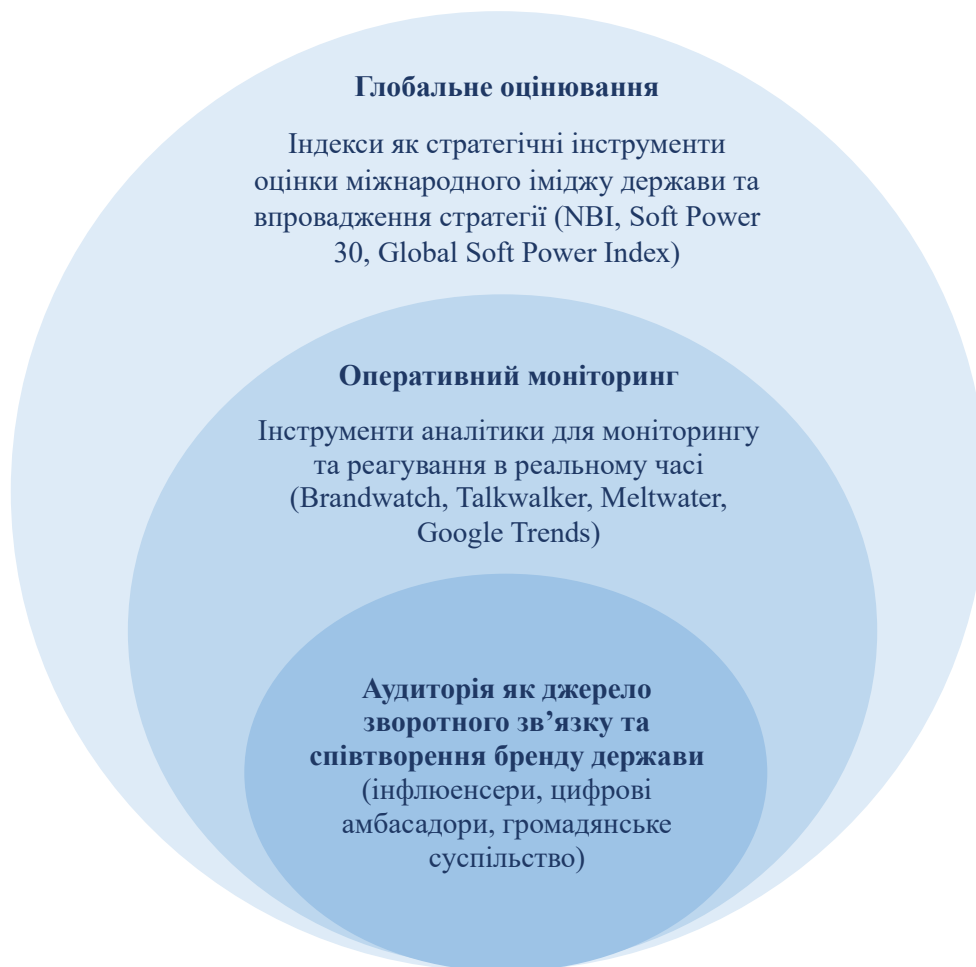 Глобальне оцінювання
Індекси як стратегічні інструменти
оцінки міжнародного іміджу держави та
впровадження стратегії (NBI, Soft Power
30, Global Soft Power Index)
Оперативний моніторинг
Інструменти аналітики для моніторингу
та реагування в реальному часі
(Brandwatch, Talkwalker, Meltwater,
Google Trends)
Аудиторія як джерело
зворотного зв’язку та
співтворення бренду держави
(інфлюенсери, цифрові
амбасадори, громадянське
суспільство)